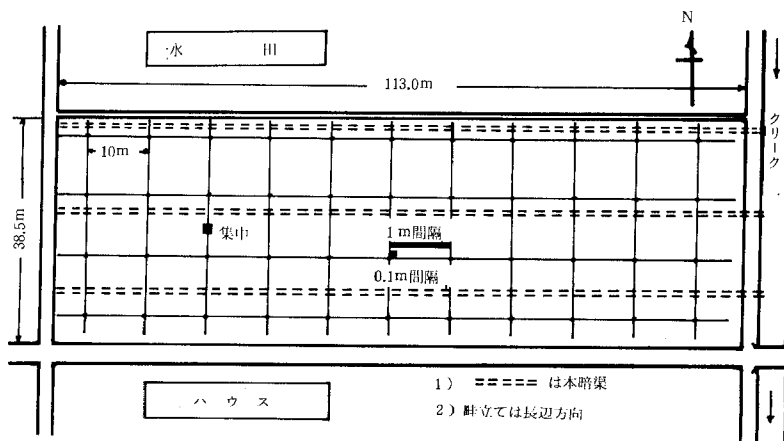 水 田
N
113.0m
クリーク
10m
38.5m
集中
1m間隔
0.1m間隔
ハウス
1) ===== は本暗渠
2) 畦立ては長辺方向